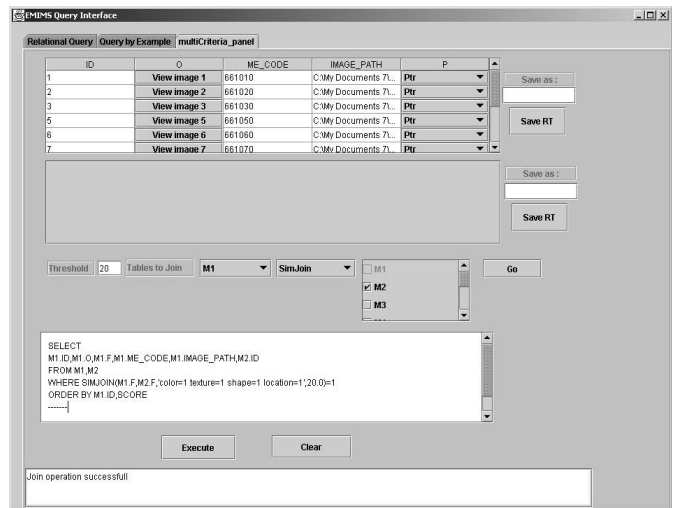 EMIMS Query Interface
Relational Query Query by Example multiCriteria_panel
ID O ME_CODE IMAGE_PATH P
1 View image 1 661010 C:\My Documents 7\... Ptr
2 View image 2 661020 C:\My Documents 7\... Ptr
3 View image 3 661030 C:\My Documents 7\... Ptr
5 View image 5 661050 C:\My Documents 7\... Ptr
6 View image 6 661060 C:\My Documents 7\... Ptr
7 View image 7 661070 C:\My Documents 7\... Ptr
Save as :
Save RT
Save as :
Save RT
Threshold 20 Tables to Join M1 SimJoin M1 Go
M2
M3
SELECT
M1.ID,M1.O,M1.F,M1.ME_CODE,M1.IMAGE_PATH,M2.ID
FROM M1,M2
WHERE SIMJOIN(M1.F,M2.F,'color=1 texture=1 shape=1 location=1',20.0)=1
ORDER BY M1.ID,SCORE
-------
Execute Clear
Join operation successfull